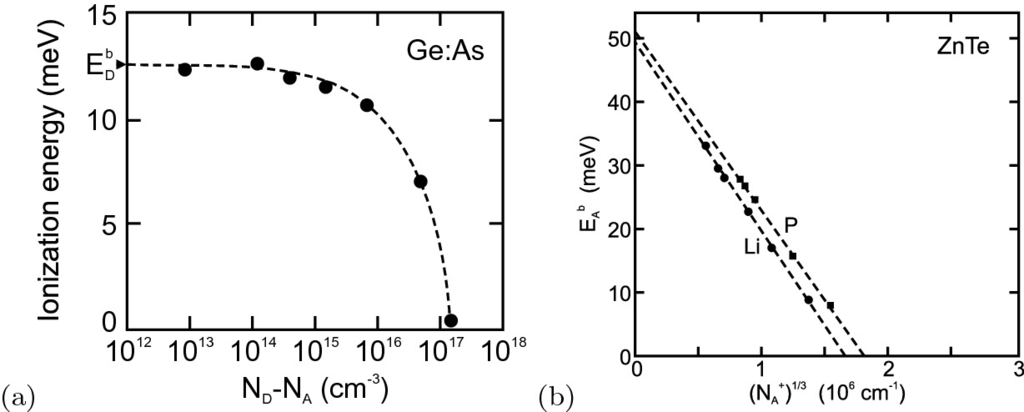 15
10
5
0
E_D^b
Ionization energy (meV)
Ge:As
10^12 10^13 10^14 10^15 10^16 10^17 10^18
N_D-N_A (cm^-3)
(a)
50
40
30
20
10
0
E_A^b (meV)
ZnTe
P
Li
0 1 2 3
(N_A^+)^1/3 (10^6 cm^-1)
(b)